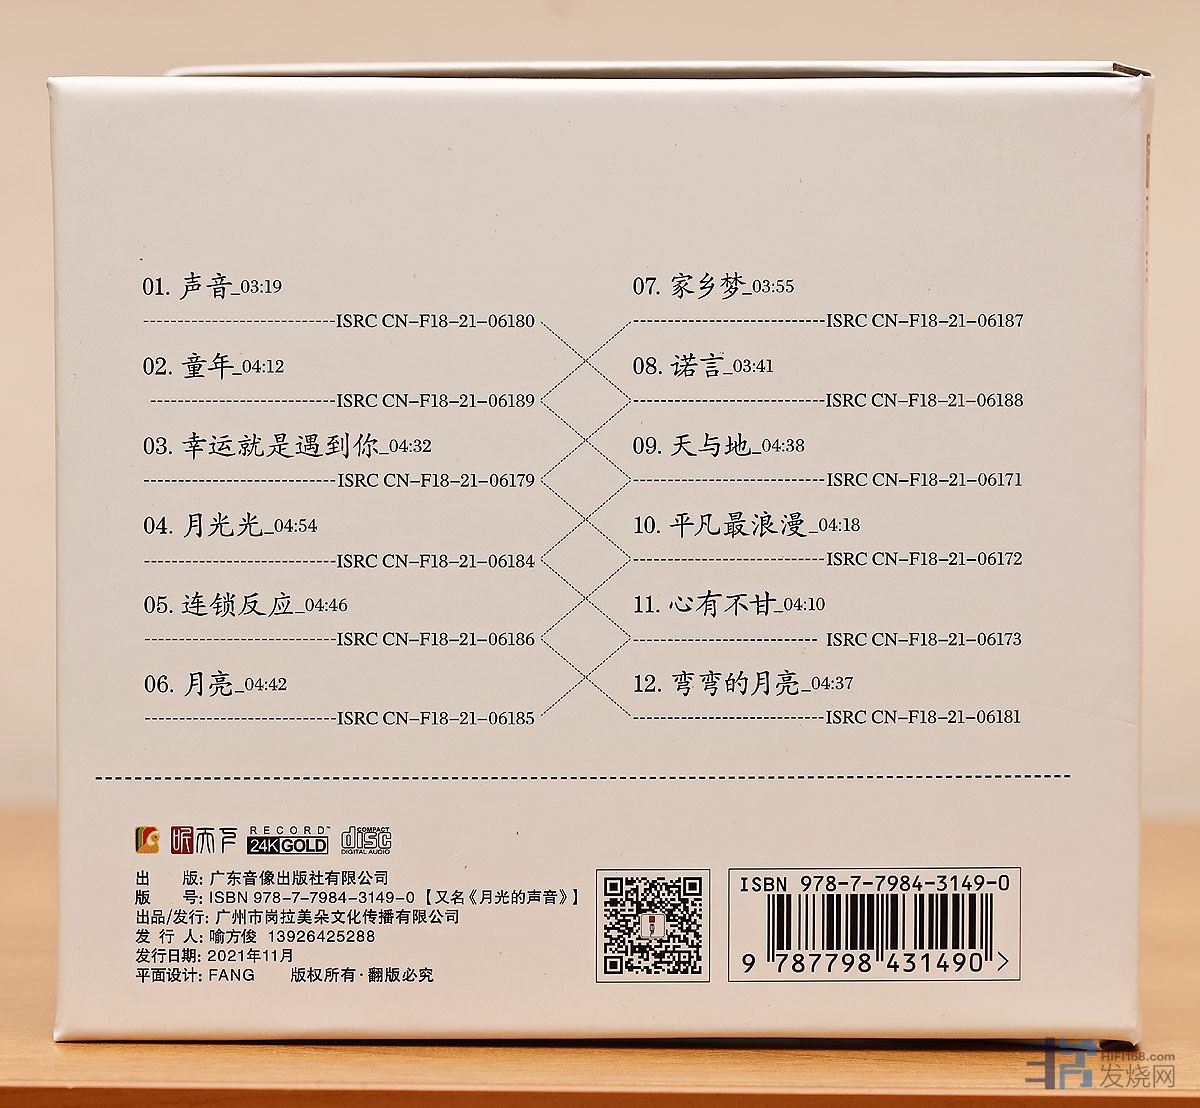 01. 声音_03:19
ISRC CN-F18-21-06180
02. 童年_04:12
ISRC CN-F18-21-06189
03. 幸运就是遇到你_04:32
ISRC CN-F18-21-06179
04. 月光光_04:54
ISRC CN-F18-21-06184
05. 连锁反应_04:46
ISRC CN-F18-21-06186
06. 月亮_04:42
ISRC CN-F18-21-06185
07. 家乡梦_03:55
ISRC CN-F18-21-06187
08. 诺言_03:41
ISRC CN-F18-21-06188
09. 天与地_04:38
ISRC CN-F18-21-06171
10. 平凡最浪漫_04:18
ISRC CN-F18-21-06172
11. 心有不甘_04:10
ISRC CN-F18-21-06173
12. 弯弯的月亮_04:37
ISRC CN-F18-21-06181
RECORD™
24K GOLD
COMPACT
disc
DIGITAL AUDIO
出 版: 广东音像出版社有限公司
版 号: ISBN 978-7-7984-3149-0【又名《月光的声音》】
出品/发行: 广州市岗拉美朵文化传播有限公司
发 行 人: 喻方俊 13926425288
发行日期: 2021年11月
平面设计: FANG 版权所有·翻版必究
ISBN 978-7-7984-3149-0
9 787798 431490 >
HIFI168.com
发烧网